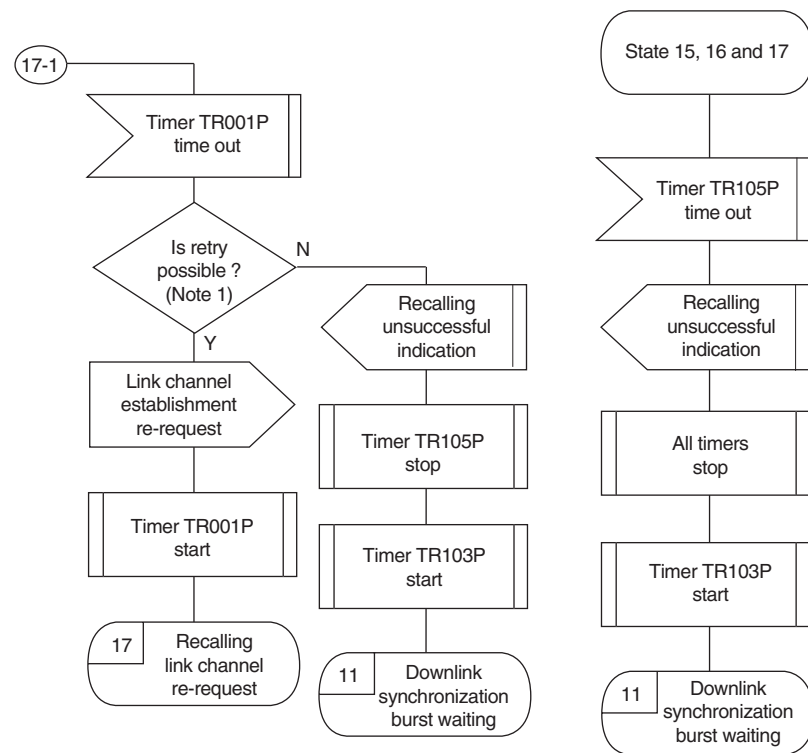 17-1
Timer TR001P
time out
Is retry
possible ?
(Note 1)
N
Y
Link channel
establishment
re-request
Timer TR001P
start
17
Recalling
link channel
re-request
Recalling
unsuccessful
indication
Timer TR105P
stop
Timer TR103P
start
11
Downlink
synchronization
burst waiting
State 15, 16 and 17
Timer TR105P
time out
Recalling
unsuccessful
indication
All timers
stop
Timer TR103P
start
11
Downlink
synchronization
burst waiting